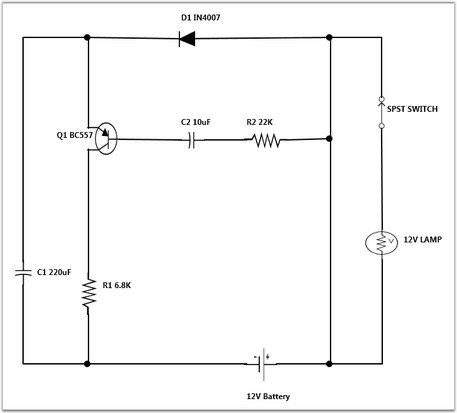 D1 IN4007
SPST SWITCH
C2 10uF
R2 22K
Q1 BC557
12V LAMP
V
C1 220uF
R1 6.8K
- +
12V Battery